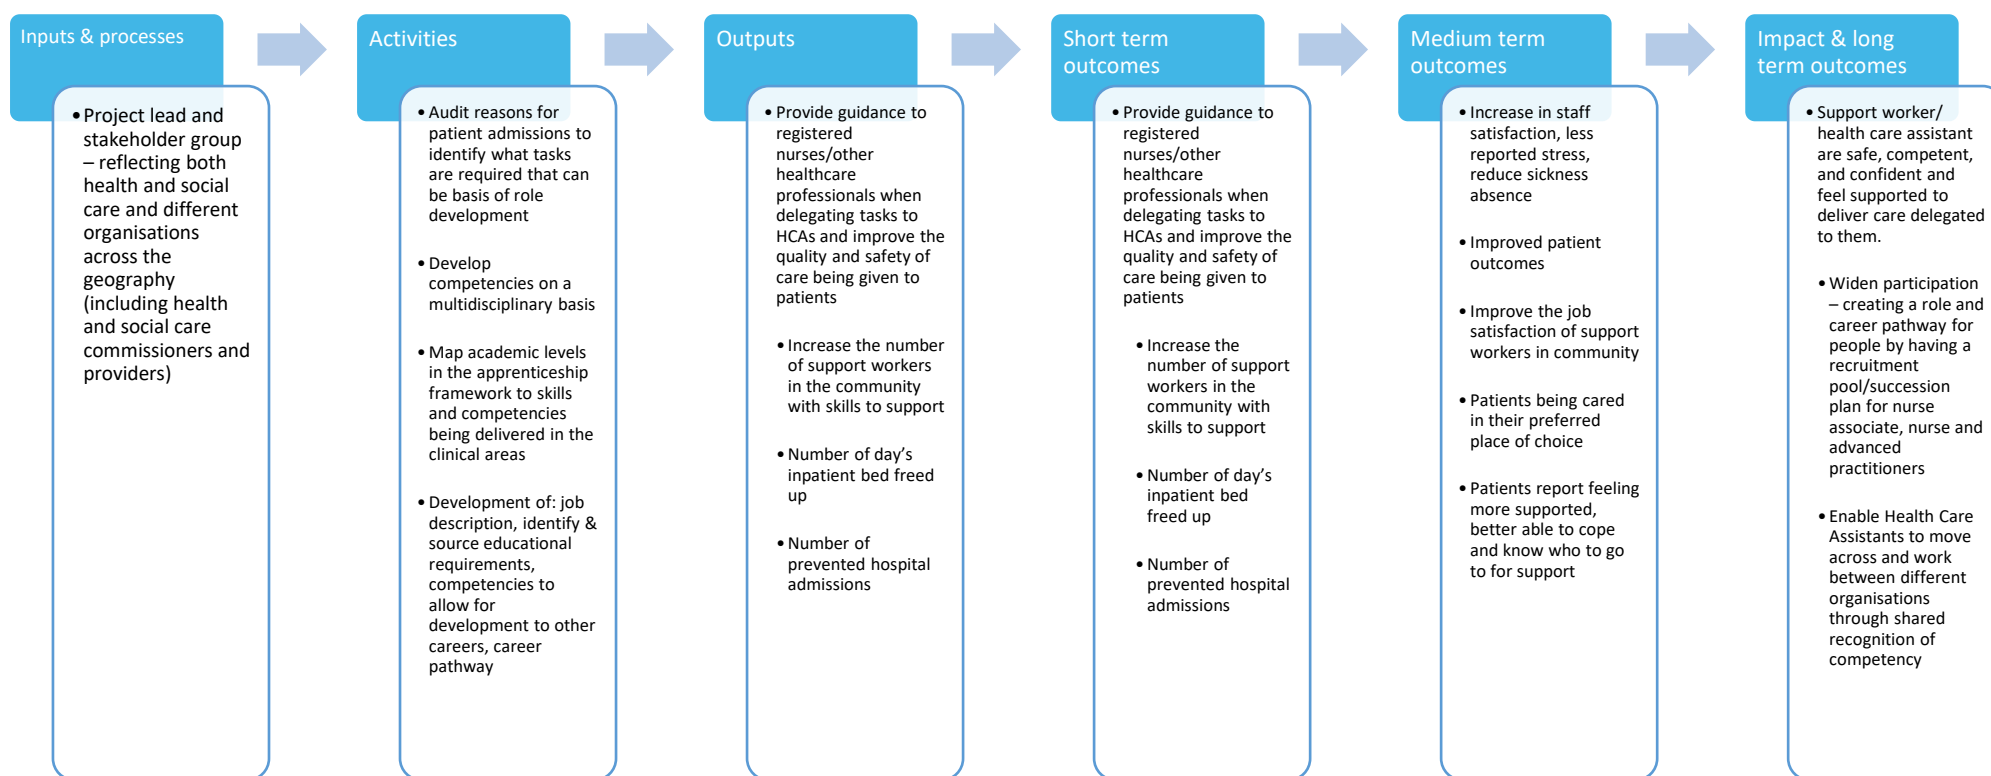 Inputs & processes
• Project lead and
stakeholder group
– reflecting both
health and social
care and different
organisations
across the
geography
(including health
and social care
commissioners and
providers)
Activities
• Audit reasons for
patient admissions to
identify what tasks
are required that can
be basis of role
development
• Develop
competencies on a
multidisciplinary basis
• Map academic levels
in the apprenticeship
framework to skills
and competencies
being delivered in the
clinical areas
• Development of: job
description, identify &
source educational
requirements,
competencies to
allow for
development to other
careers, career
pathway
Outputs
• Provide guidance to
registered
nurses/other
healthcare
professionals when
delegating tasks to
HCAs and improve the
quality and safety of
care being given to
patients
• Increase the number
of support workers
in the community
with skills to support
• Number of day’s
inpatient bed freed
up
• Number of
prevented hospital
admissions
Short term
outcomes
• Provide guidance to
registered
nurses/other
healthcare
professionals when
delegating tasks to
HCAs and improve the
quality and safety of
care being given to
patients
• Increase the
number of support
workers in the
community with
skills to support
• Number of day’s
inpatient bed
freed up
• Number of
prevented hospital
admissions
Medium term
outcomes
• Increase in staff
satisfaction, less
reported stress,
reduce sickness
absence
• Improved patient
outcomes
• Improve the job
satisfaction of support
workers in community
• Patients being cared
in their preferred
place of choice
• Patients report feeling
more supported,
better able to cope
and know who to go
to for support
Impact & long
term outcomes
• Support worker/
health care assistant
are safe, competent,
and confident and
feel supported to
deliver care delegated
to them.
• Widen participation
– creating a role and
career pathway for
people by having a
recruitment
pool/succession
plan for nurse
associate, nurse and
advanced
practitioners
• Enable Health Care
Assistants to move
across and work
between different
organisations
through shared
recognition of
competency